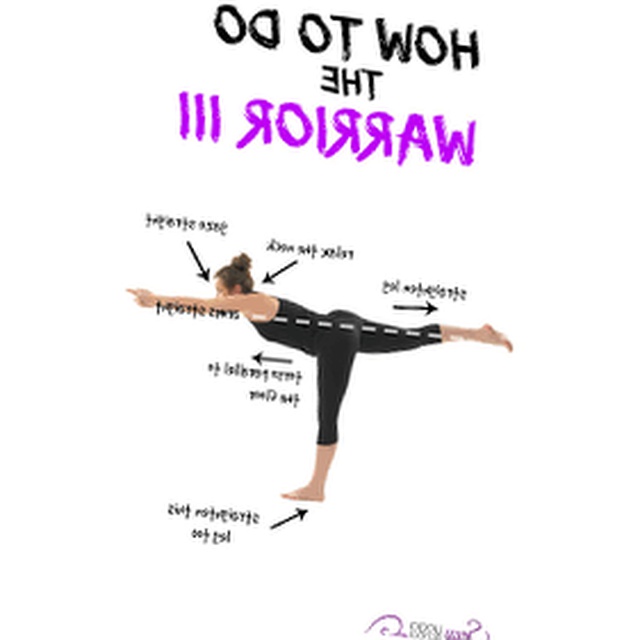 HOW TO DO
THE
WARRIOR III
gaze straight
relax the neck
straighten leg
arms straight
torso parallel to
the floor
straighten this
leg too
YOGA